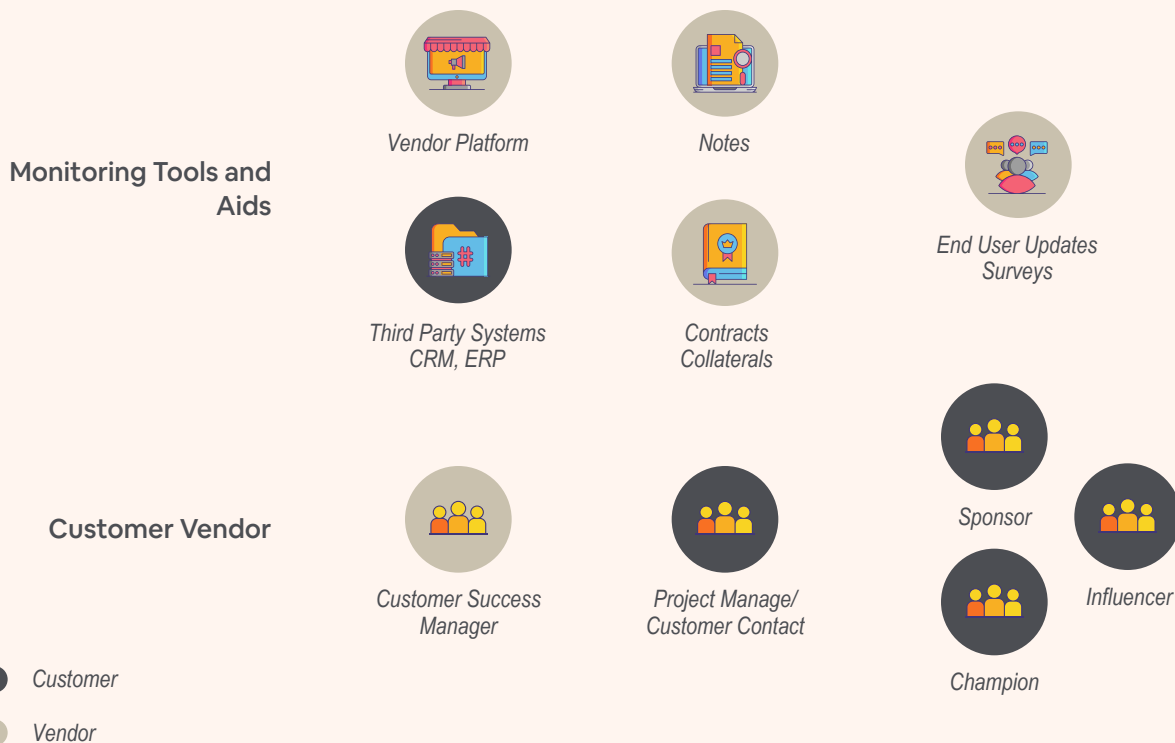 Vendor Platform
Notes
Monitoring Tools and
Aids
End User Updates
Surveys
Third Party Systems
CRM, ERP
Contracts
Collaterals
Customer Vendor
Sponsor
Influencer
Customer Success
Manager
Project Manage/
Customer Contact
Champion
Customer
Vendor